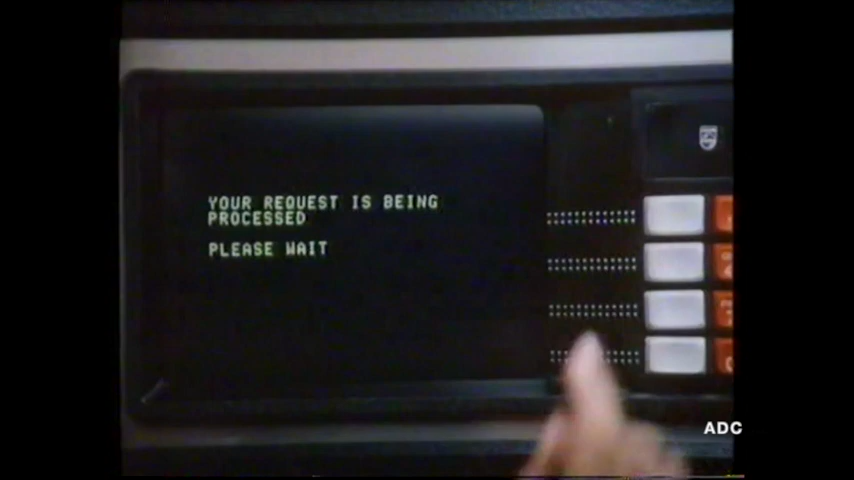 YOUR REQUEST IS BEING
PROCESSED
PLEASE WAIT
ADC